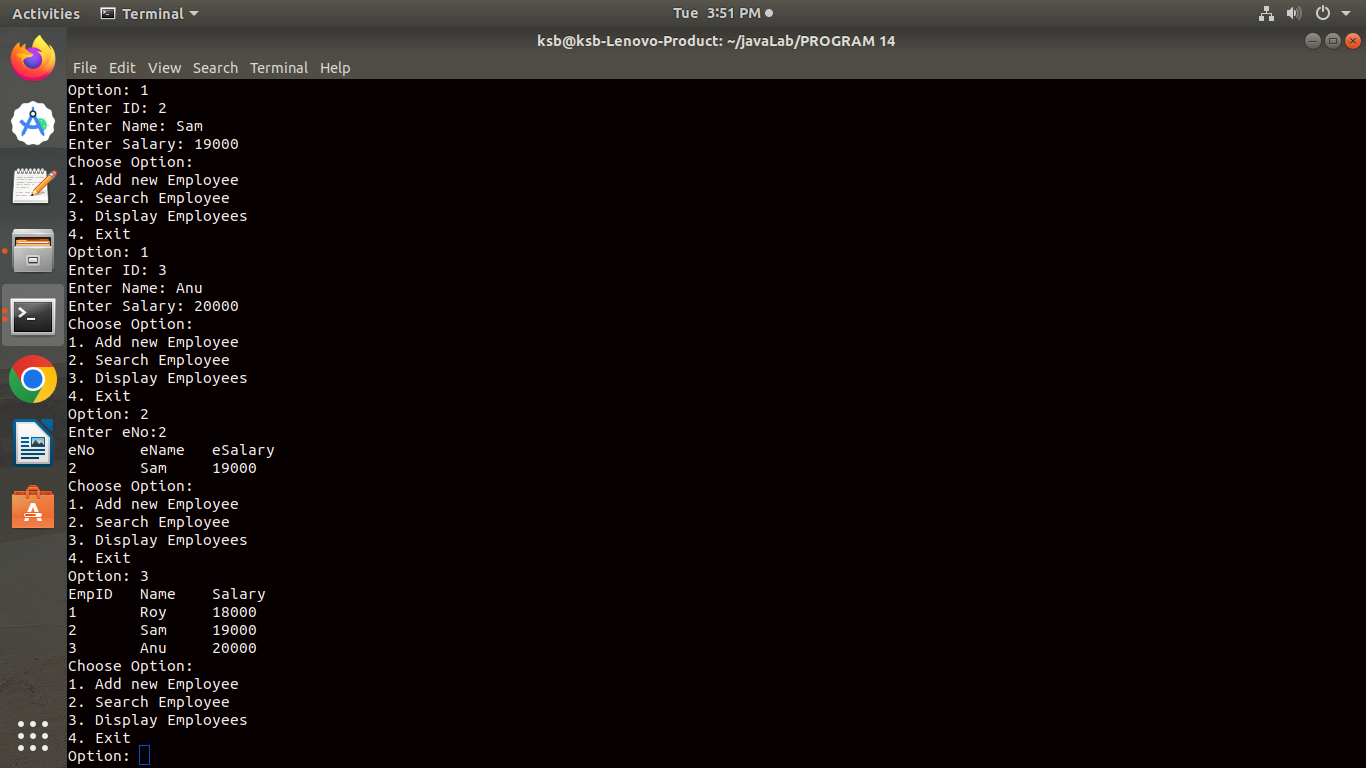 Activities Terminal Tue 3:51 PM
ksb@ksb-Lenovo-Product: ~/javaLab/PROGRAM 14
File Edit View Search Terminal Help
Option: 1
Enter ID: 2
Enter Name: Sam
Enter Salary: 19000
Choose Option:
1. Add new Employee
2. Search Employee
3. Display Employees
4. Exit
Option: 1
Enter ID: 3
Enter Name: Anu
Enter Salary: 20000
Choose Option:
1. Add new Employee
2. Search Employee
3. Display Employees
4. Exit
Option: 2
Enter eNo:2
eNo eName eSalary
2 Sam 19000
Choose Option:
1. Add new Employee
2. Search Employee
3. Display Employees
4. Exit
Option: 3
EmpID Name Salary
1 Roy 18000
2 Sam 19000
3 Anu 20000
Choose Option:
1. Add new Employee
2. Search Employee
3. Display Employees
4. Exit
Option: